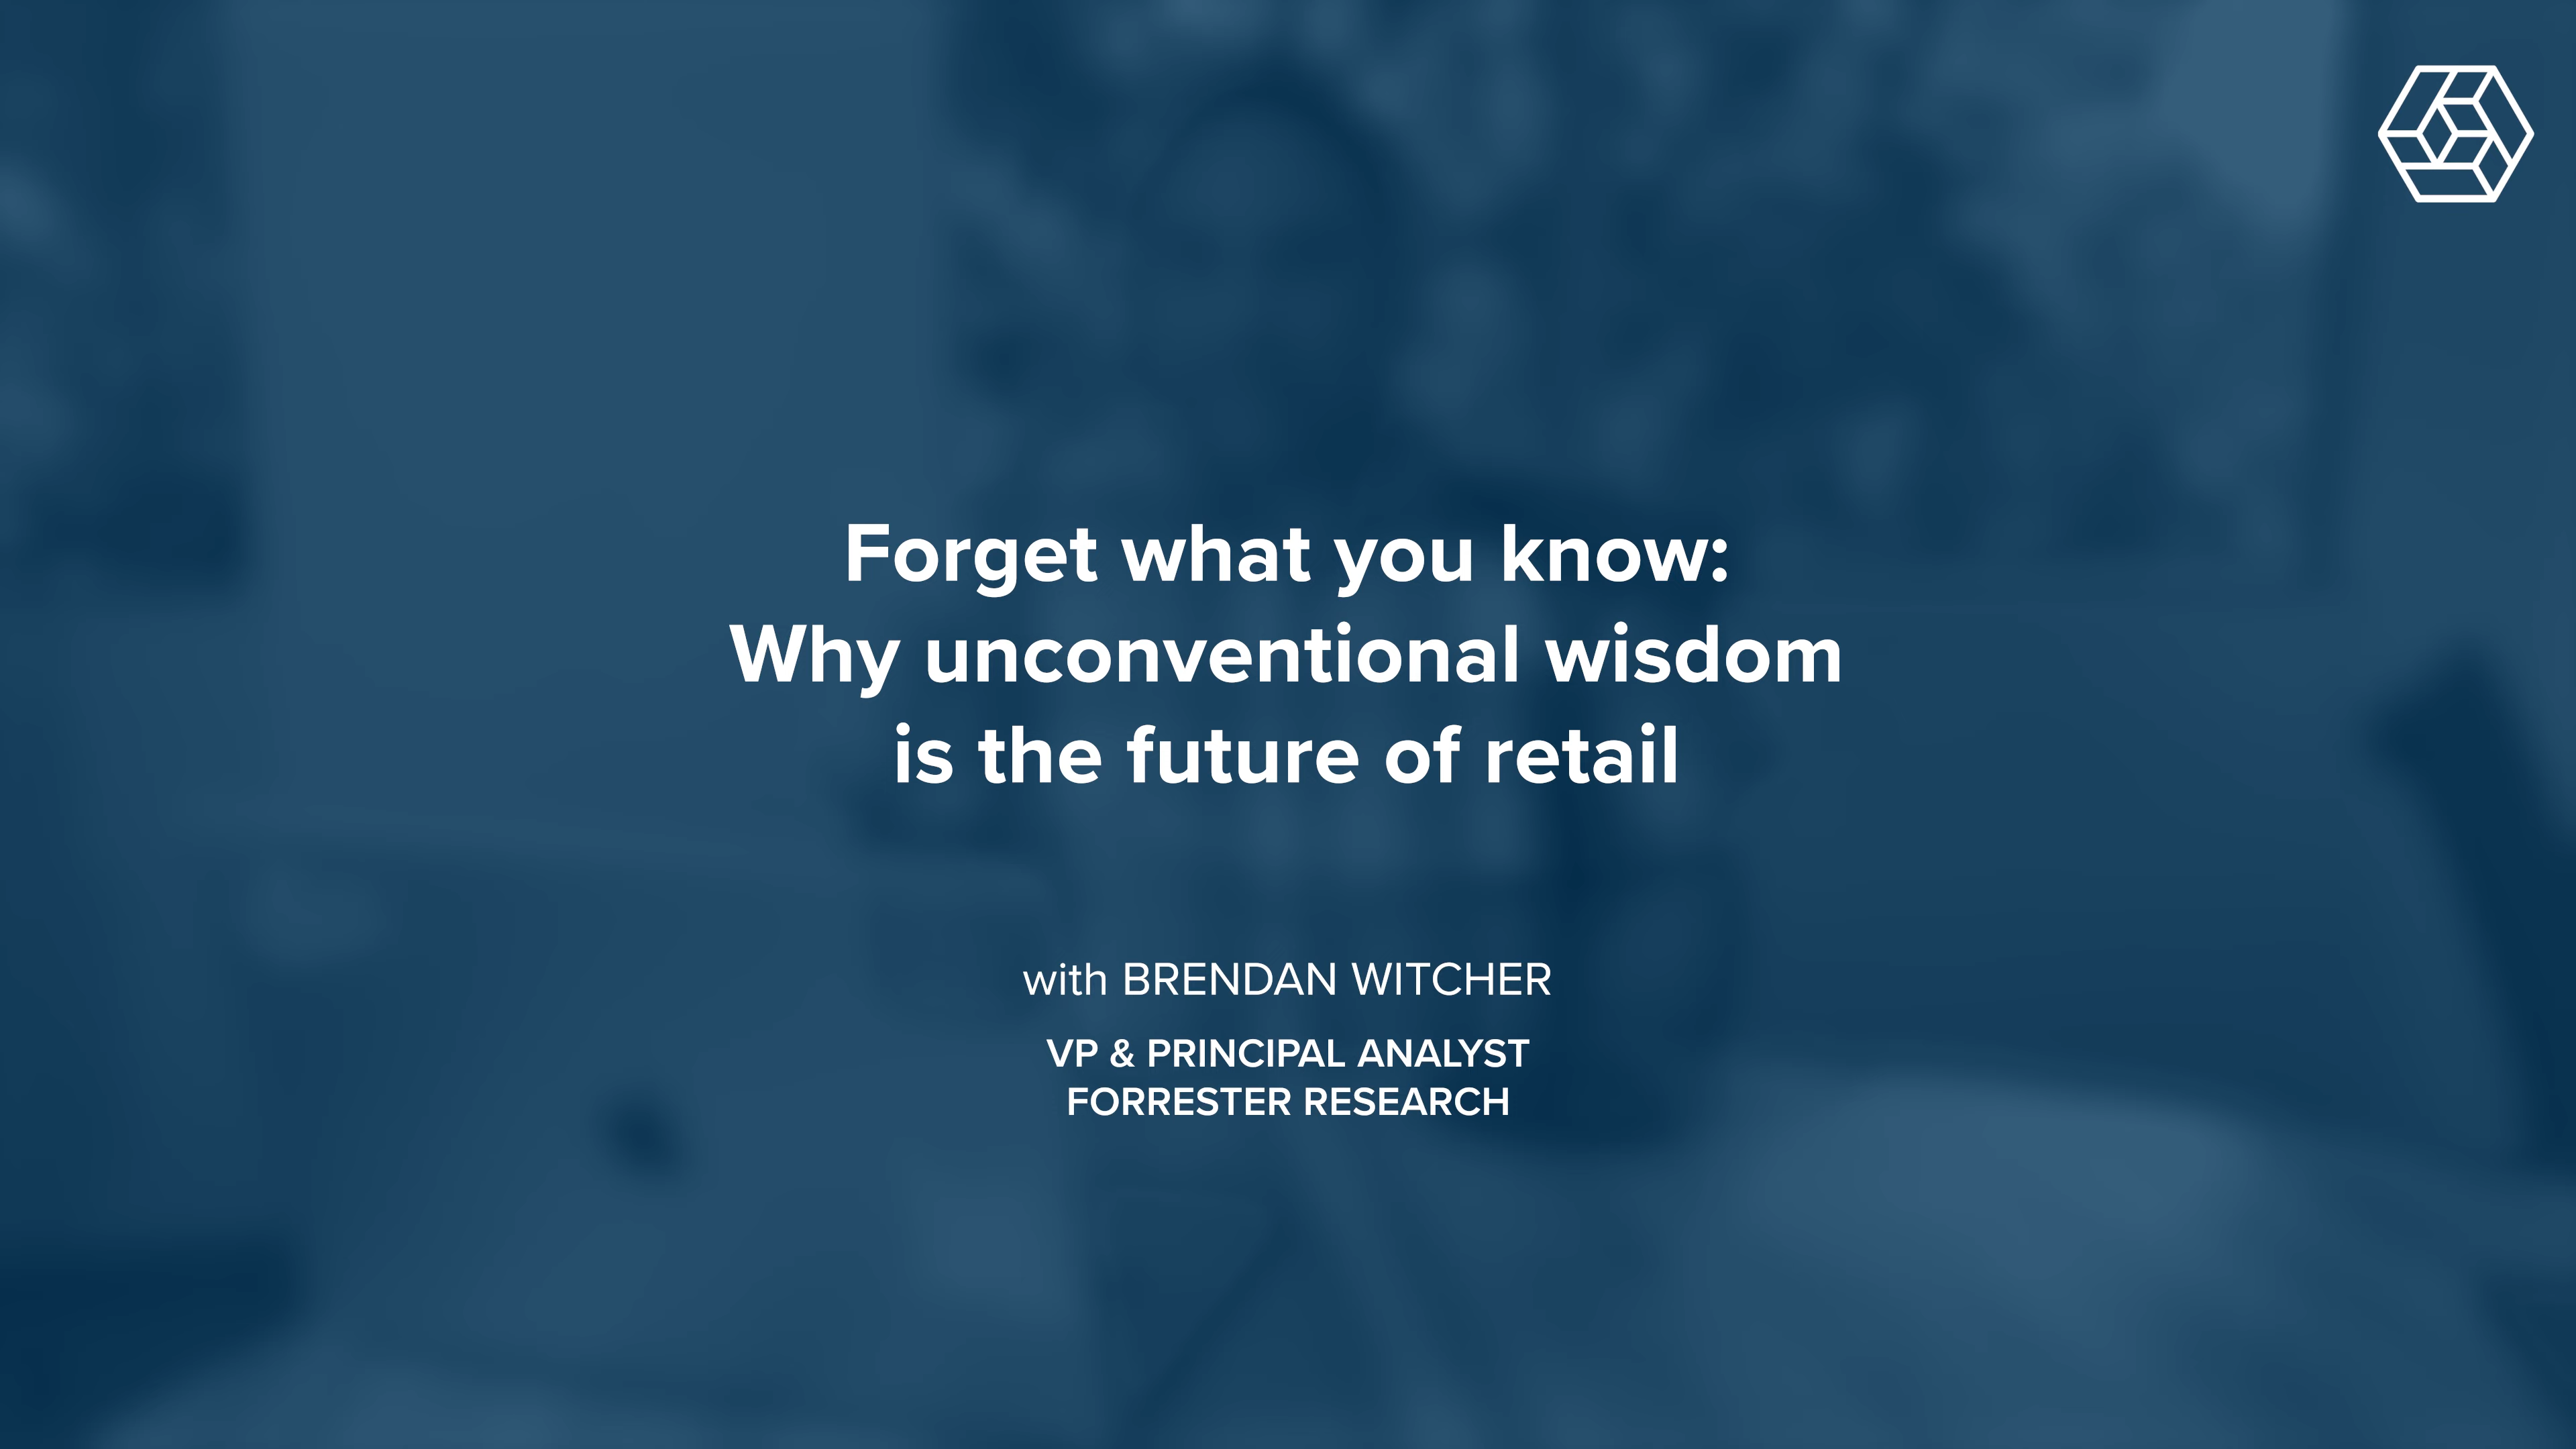 Forget what you know:
Why unconventional wisdom
is the future of retail
with BRENDAN WITCHER
VP & PRINCIPAL ANALYST
FORRESTER RESEARCH